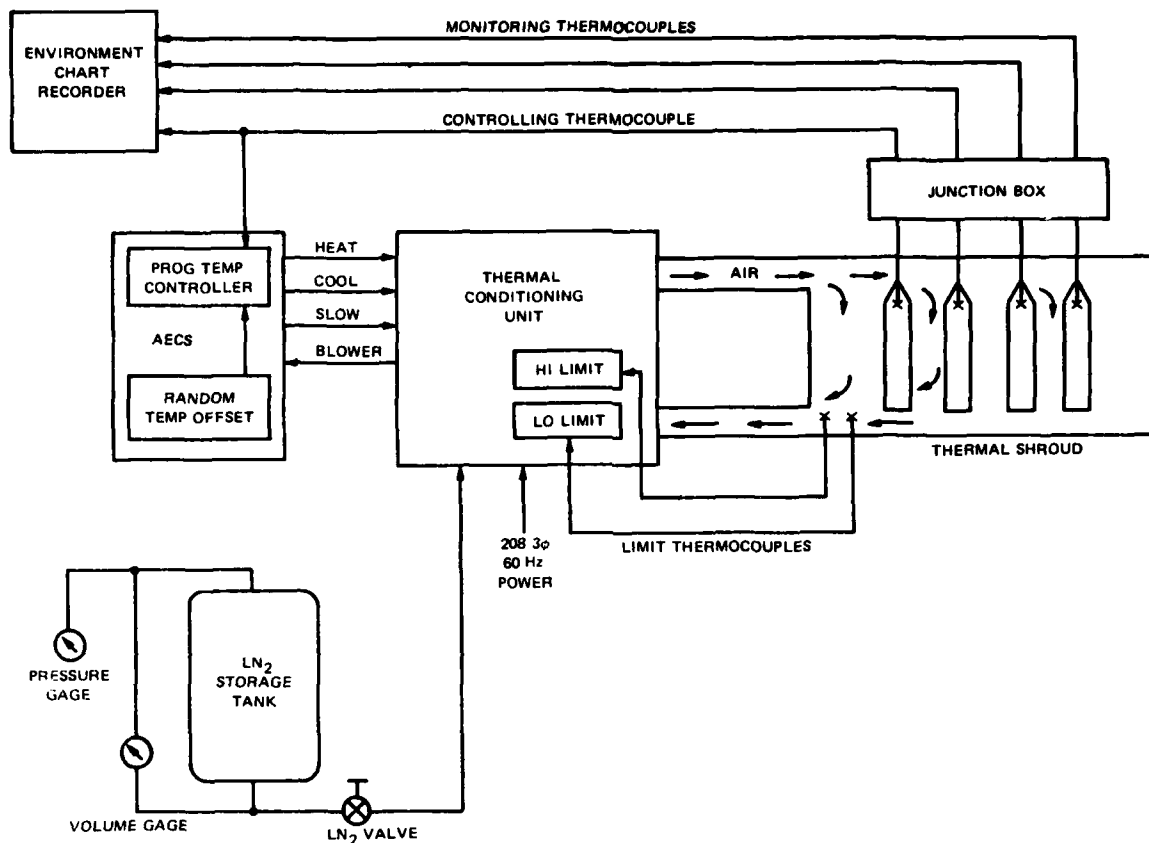 MONITORING THERMOCOUPLES
ENVIRONMENT
CHART
RECORDER
CONTROLLING THERMOCOUPLE
JUNCTION BOX
PROG TEMP
CONTROLLER
AECS
RANDOM
TEMP OFFSET
HEAT
COOL
SLOW
BLOWER
THERMAL
CONDITIONING
UNIT
HI LIMIT
LO LIMIT
AIR
THERMAL SHROUD
LIMIT THERMOCOUPLES
208 3φ
60 Hz
POWER
PRESSURE
GAGE
LN₂
STORAGE
TANK
VOLUME GAGE
LN₂ VALVE